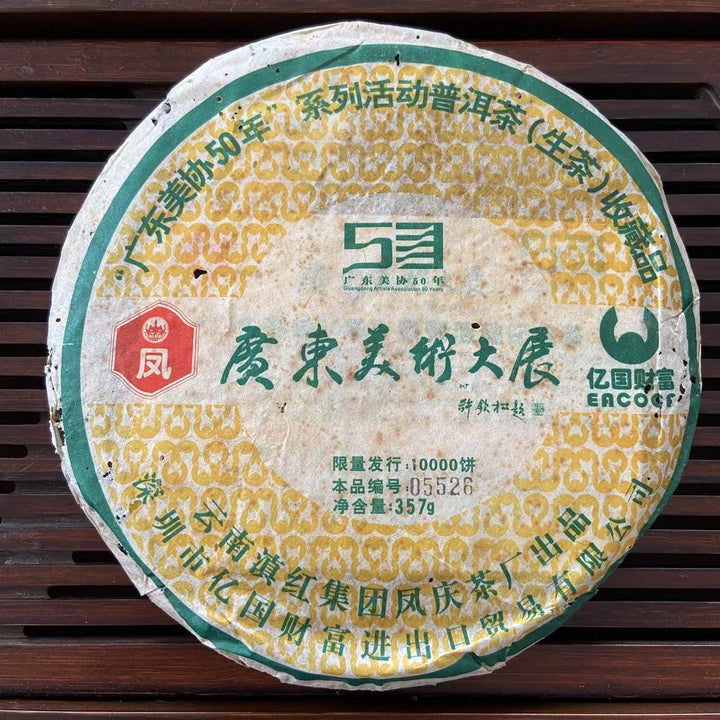 “广东美协50年”系列活动普洱茶（生茶）收藏品
广东美协50年
Guangdong Artists Association 50 Years
凤
廣東美術大展
許欽松題
亿国财富
EACOCF
限量发行:10000饼
本品编号:05526
净含量:357g
云南滇红集团凤庆茶厂出品
深圳市亿国财富进出口贸易有限公司